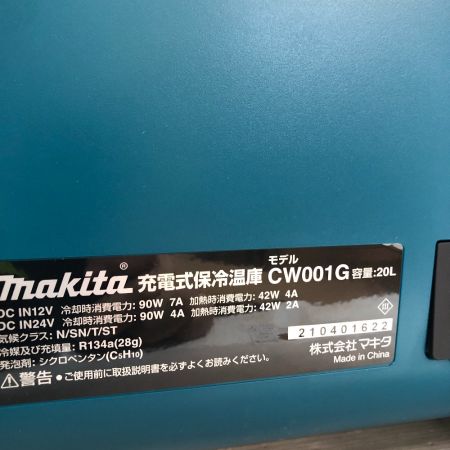 makita® 充電式保冷温庫 モデル CW001G 容量:20L
DC IN12V 冷却時消費電力: 90W 7A 加熱時消費電力: 42W 4A
DC IN24V 冷却時消費電力: 90W 4A 加熱時消費電力: 42W 2A
気候クラス: N/SN/T/ST
冷媒及び充填量: R134a(28g)
発泡剤: シクロペンタン(C5H10)
210401622
⚠警告 • ご使用前に取扱説明書を必ずよくお読みください。
株式会社マキタ
Made in China